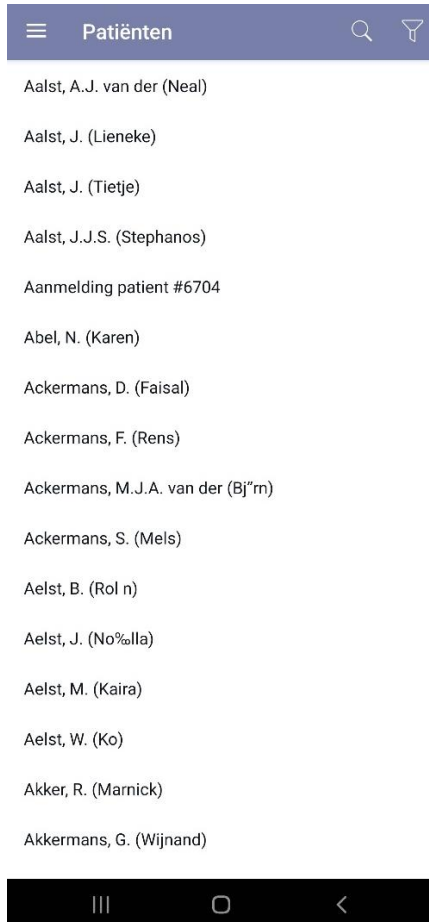 Patiënten
Aalst, A.J. van der (Neal)
Aalst, J. (Lieneke)
Aalst, J. (Tietje)
Aalst, J.J.S. (Stephanos)
Aanmelding patient #6704
Abel, N. (Karen)
Ackermans, D. (Faisal)
Ackermans, F. (Rens)
Ackermans, M.J.A. van der (Bj”rn)
Ackermans, S. (Mels)
Aelst, B. (Rol n)
Aelst, J. (No‰lla)
Aelst, M. (Kaira)
Aelst, W. (Ko)
Akker, R. (Marnick)
Akkermans, G. (Wijnand)